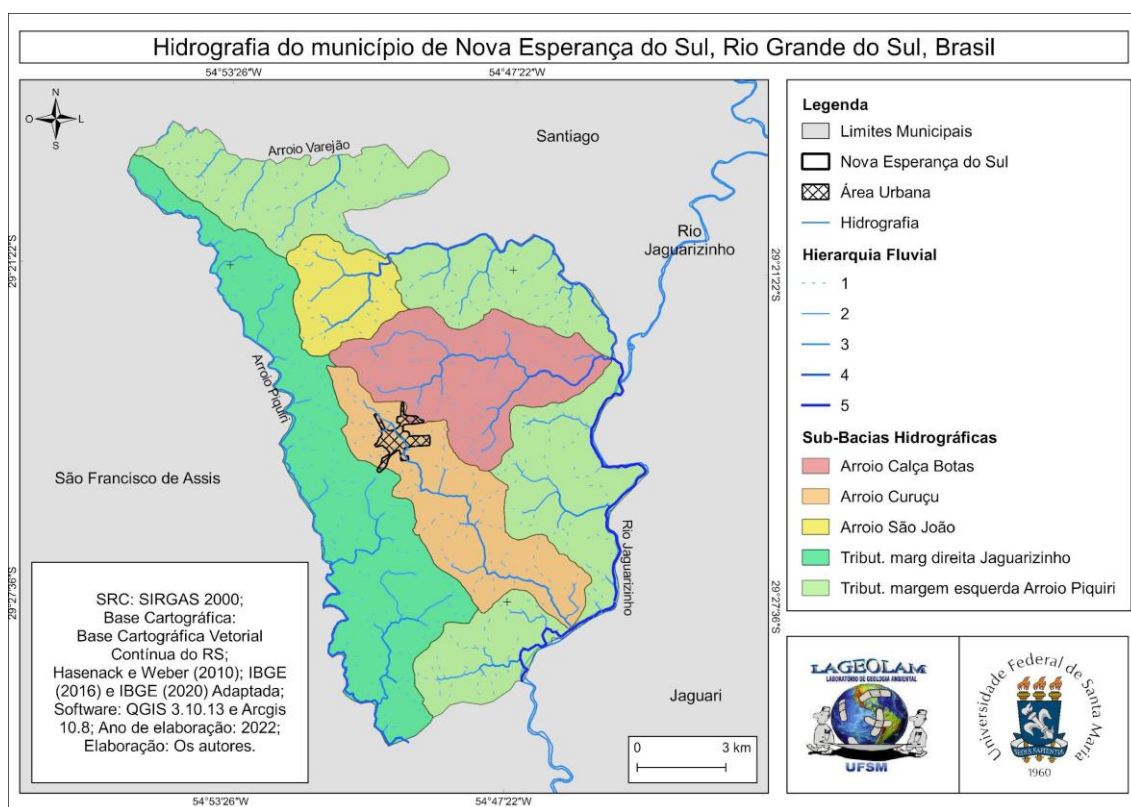 Hidrografia do município de Nova Esperança do Sul, Rio Grande do Sul, Brasil
54°53'26"W
54°47'22"W
N
O
L
S
Arroio Varejão
Santiago
Rio
Jaguarizinho
29°21'22"S
29°21'22"S
Arroio Piquiri
São Francisco de Assis
Rio Jaguarizinho
29°27'36"S
29°27'36"S
Jaguari
SRC: SIRGAS 2000;
Base Cartográfica:
Base Cartográfica Vetorial
Contínua do RS;
Hasenack e Weber (2010); IBGE
(2016) e IBGE (2020) Adaptada;
Software: QGIS 3.10.13 e Arcgis
10.8; Ano de elaboração: 2022;
Elaboração: Os autores.
0 3 km
54°53'26"W
54°47'22"W
Legenda
Limites Municipais
Nova Esperança do Sul
Área Urbana
Hidrografia
Hierarquia Fluvial
1
2
3
4
5
Sub-Bacias Hidrográficas
Arroio Calça Botas
Arroio Curuçu
Arroio São João
Tribut. marg direita Jaguarizinho
Tribut. margem esquerda Arroio Piquiri
LAGEOLAM
LABORATÓRIO DE GEOLOGIA AMBIENTAL
UFSM
Universidade Federal de Santa Maria
SEDES SAPIENTIAE
1960